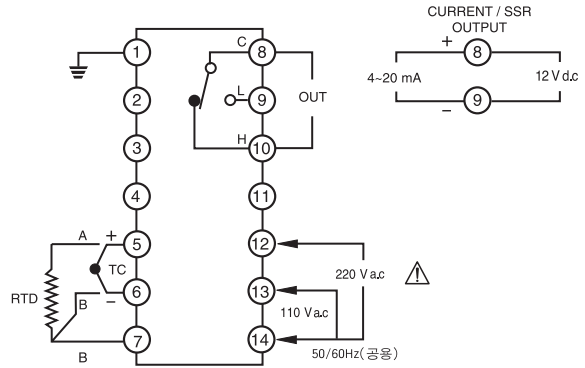 CURRENT / SSR
OUTPUT
1
2
3
4
5
6
7
C
8
L
9
H
10
11
12
13
14
OUT
+
8
4~20 mA
12 V d.c
9
−
A
+
TC
RTD
B
−
B
220 V a.c
110 V a.c
50/60Hz(공용)